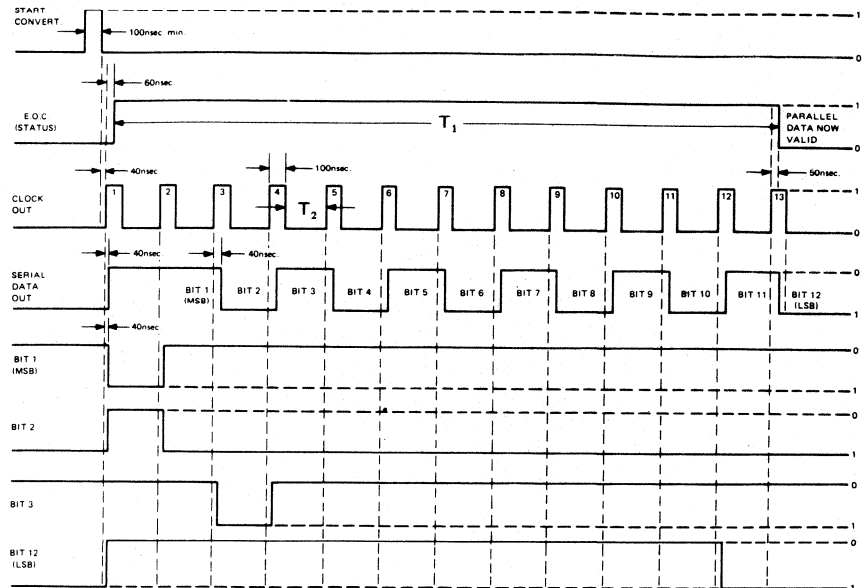 START
CONVERT.
100nsec. min.
1
0
60nsec.
E.O.C
(STATUS)
T1
1
PARALLEL
DATA NOW
VALID
0
40nsec.
100nsec.
50nsec.
CLOCK
OUT
1 2 3 4 5 6 7 8 9 10 11 12 13
T2
1
0
40nsec.
40nsec.
SERIAL
DATA
OUT
BIT 1
(MSB)
BIT 2
BIT 3
BIT 4
BIT 5
BIT 6
BIT 7
BIT 8
BIT 9
BIT 10
BIT 11
BIT 12
(LSB)
0
1
40nsec.
BIT 1
(MSB)
0
1
BIT 2
0
1
BIT 3
0
1
BIT 12
(LSB)
0
1